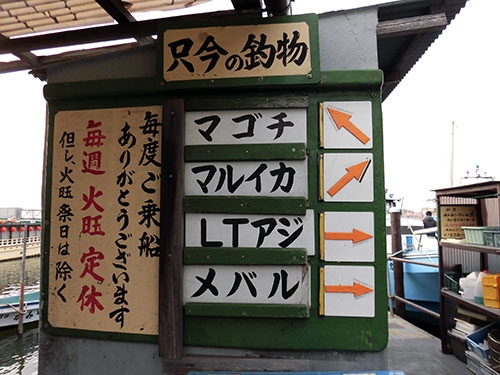 只今の釣物
毎度ご乗船
ありがとうございます
毎週火旺定休
但し、火旺祭日は除く
マゴチ
マルイカ
LTアジ
メバル